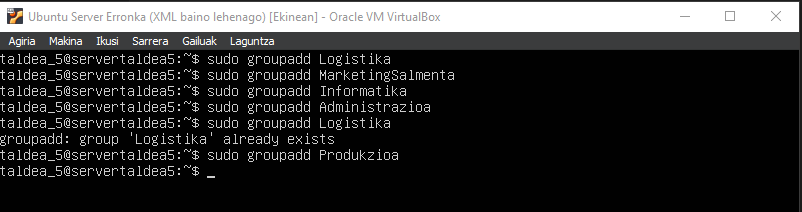 Ubuntu Server Erronka (XML baino lehenago) [Ekinean] - Oracle VM VirtualBox
Agiria Makina Ikusi Sarrera Gailuak Laguntza
taldea_5@servertaldea5:~$ sudo groupadd Logistika
taldea_5@servertaldea5:~$ sudo groupadd MarketingSalmenta
taldea_5@servertaldea5:~$ sudo groupadd Informatika
taldea_5@servertaldea5:~$ sudo groupadd Administrazioa
taldea_5@servertaldea5:~$ sudo groupadd Logistika
groupadd: group 'Logistika' already exists
taldea_5@servertaldea5:~$ sudo groupadd Produkzioa
taldea_5@servertaldea5:~$ _